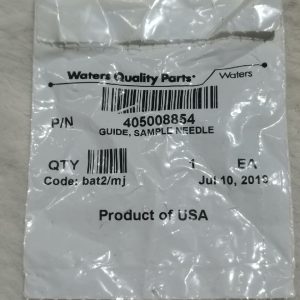 Waters Quality Parts Waters
P/N 405008854
GUIDE, SAMPLE NEEDLE
QTY 1 EA
Code: bat2/mj Jul 10, 2013
Product of USA